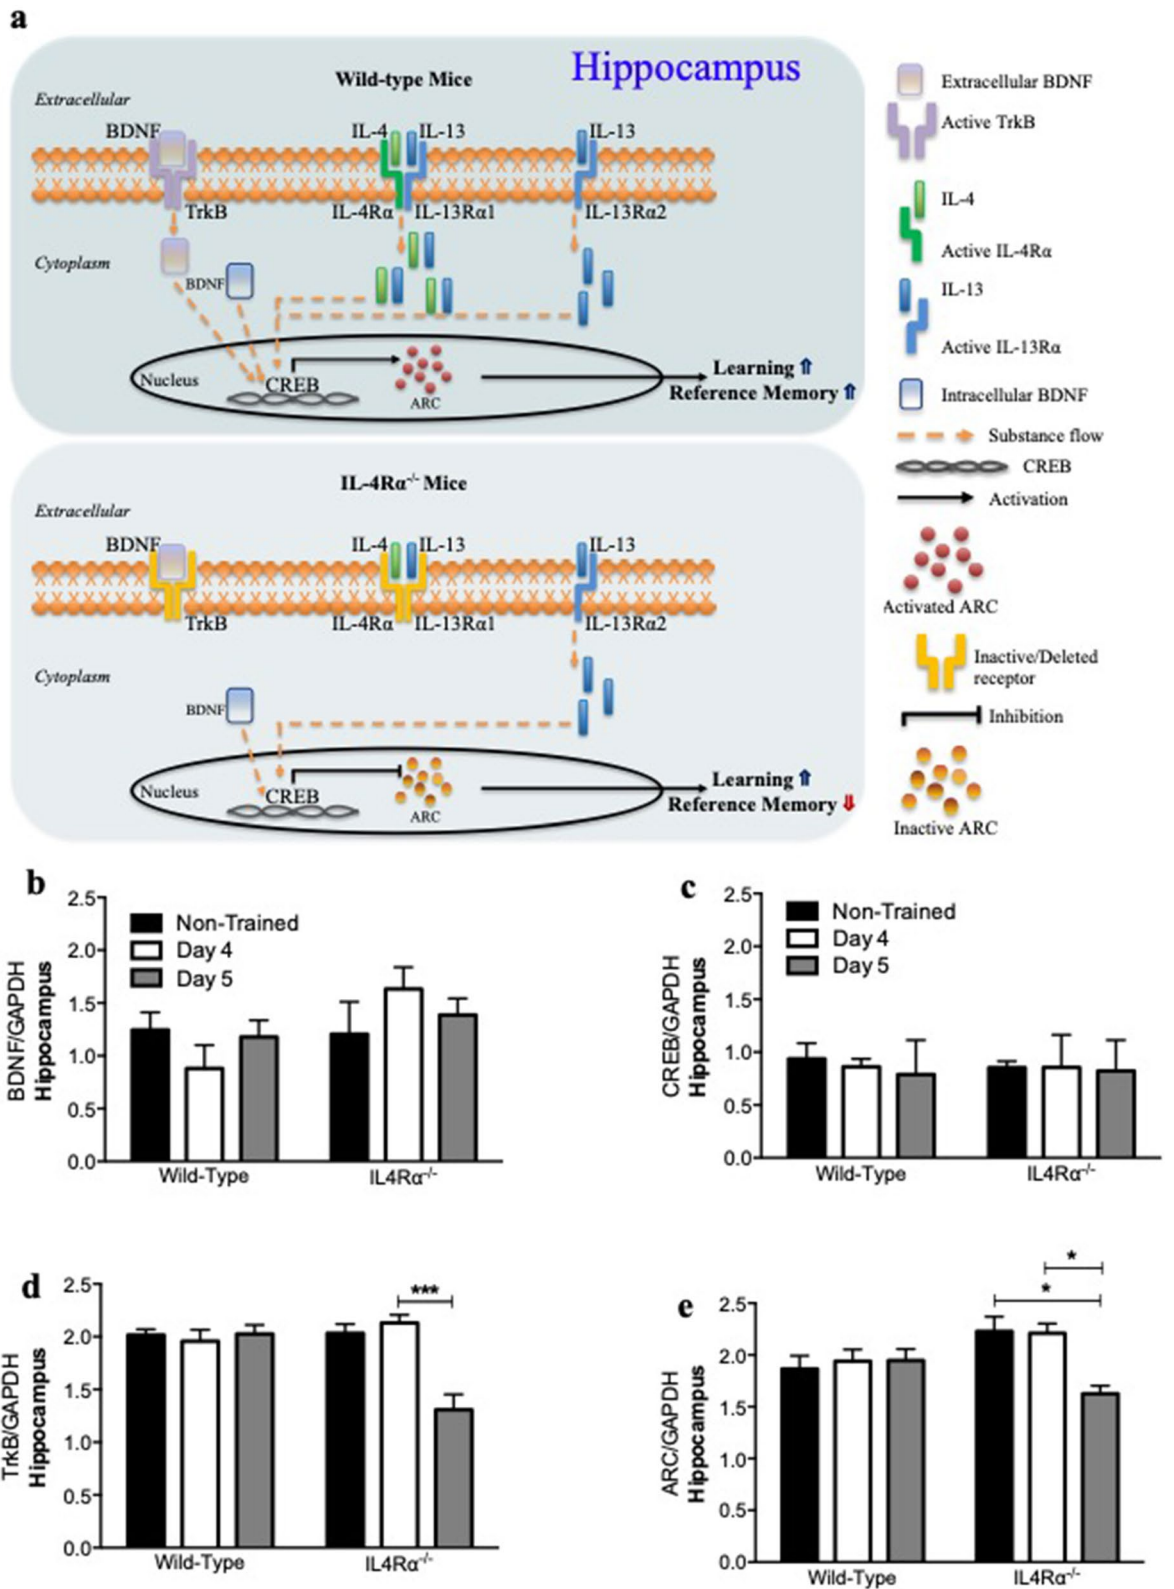 a
Hippocampus
Wild-type Mice
Extracellular
BDNF
IL-4
IL-13
IL-13
TrkB
IL-4Rα
IL-13Rα1
IL-13Rα2
Cytoplasm
BDNF
Nucleus
CREB
ARC
Learning ⇧
Reference Memory ⇧
IL-4Rα-/- Mice
Extracellular
BDNF
IL-4
IL-13
IL-13
TrkB
IL-4Rα
IL-13Rα1
IL-13Rα2
Cytoplasm
BDNF
Nucleus
CREB
ARC
Learning ⇧
Reference Memory ⇩
Extracellular BDNF
Active TrkB
IL-4
Active IL-4Rα
IL-13
Active IL-13Rα
Intracellular BDNF
Substance flow
CREB
Activation
Activated ARC
Inactive/Deleted
receptor
Inhibition
Inactive ARC
b
BDNF/GAPDH
Hippocampus
2.5
2.0
1.5
1.0
0.5
0.0
Non-Trained
Day 4
Day 5
Wild-Type
IL4Rα-/-
c
CREB/GAPDH
Hippocampus
2.5
2.0
1.5
1.0
0.5
0.0
Non-Trained
Day 4
Day 5
Wild-Type
IL4Rα-/-
d
TrkB/GAPDH
Hippocampus
2.5
2.0
1.5
1.0
0.5
0.0
***
Wild-Type
IL4Rα-/-
e
ARC/GAPDH
Hippocampus
2.5
2.0
1.5
1.0
0.5
0.0
*
*
Wild-Type
IL4Rα-/-